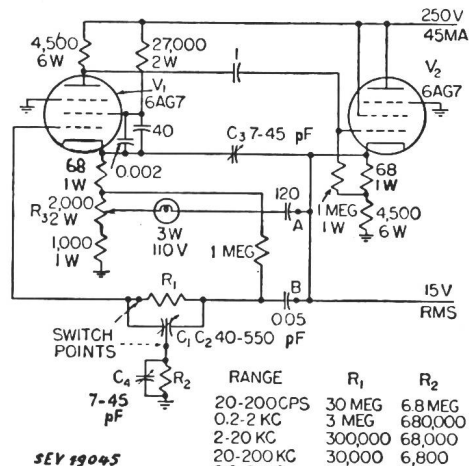 250V
45MA
4,500
6W
27,000
2 W
1
V1
6AG7
V2
6AG7
40
C3 7-45 pF
0.002
68
1W
68
1W
120
A
2,000
R3 2 W
1 MEG
1W
4,500
6W
3W
110V
1 MEG
1,000
1 W
R1
B
15V
RMS
.005
SWITCH
POINTS
C1 C2 40-550 pF
C4
7-45
pF
R2
RANGE R1 R2
20-200CPS 30 MEG 6.8 MEG
0.2-2 KC 3 MEG 680,000
2-20 KC 300,000 68,000
20-200 KC 30,000 6,800
SEV 19045